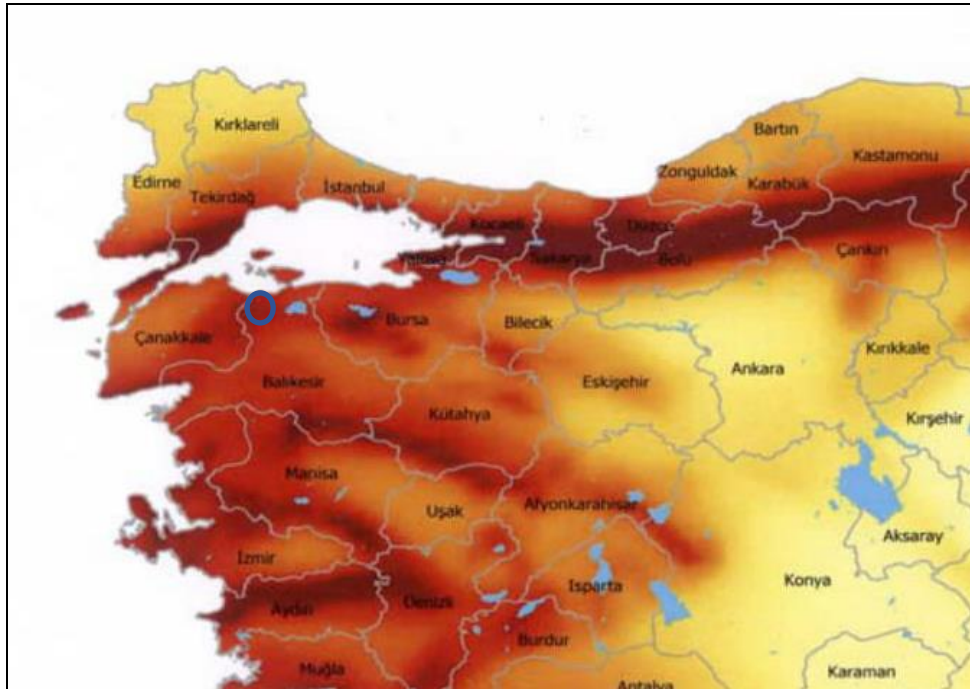 Kırklareli
Bartın
Kastamonu
Zonguldak
Edirne
Karabük
Tekirdağ
İstanbul
Kocaeli
Düzce
Yalova
Sakarya
Bolu
Çankırı
Çanakkale
Bursa
Bilecik
Kırıkkale
Balıkesir
Eskişehir
Ankara
Kütahya
Kırşehir
Manisa
Uşak
Afyonkarahisar
Aksaray
İzmir
Isparta
Konya
Aydın
Denizli
Burdur
Muğla
Karaman
Antalya